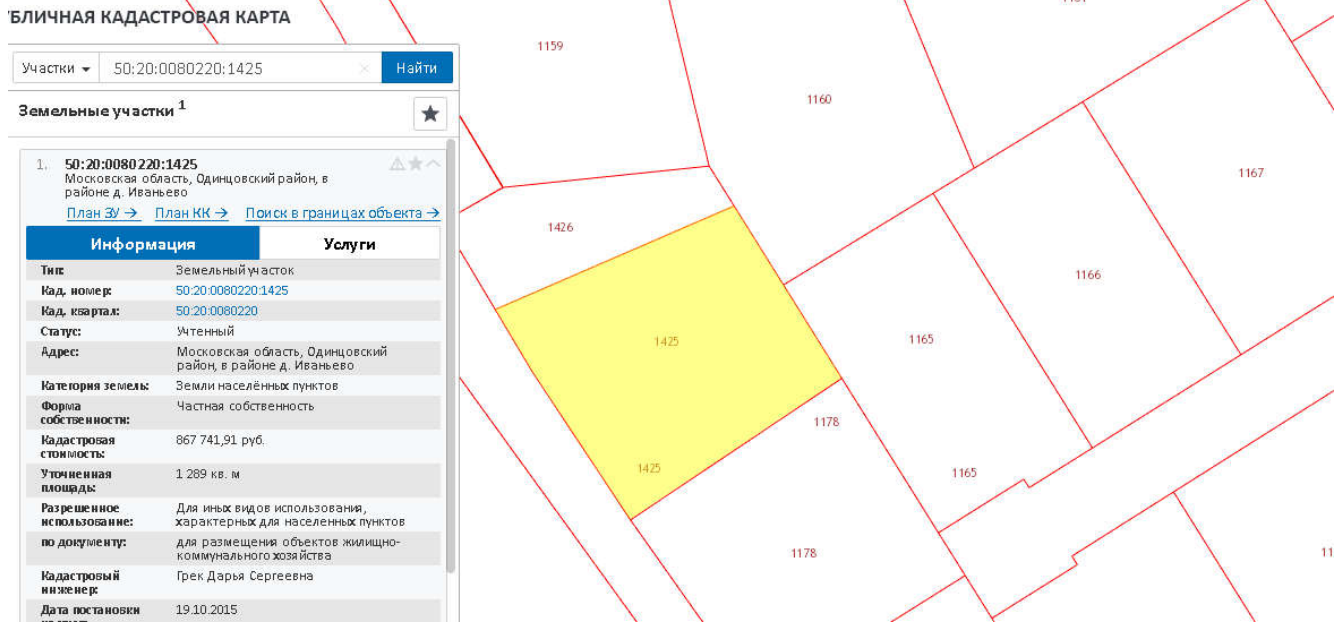 БЛИЧНАЯ КАДАСТРОВАЯ КАРТА
Участки
50:20:0080220:1425
Найти
Земельные участки 1
1. 50:20:0080220:1425
Московская область, Одинцовский район, в
районе д. Иваньево
План ЗУ → План КК → Поиск в границах объекта →
Информация Услуги
Тип: Земельный участок
Кад. номер: 50:20:0080220:1425
Кад. квартал: 50:20:0080220
Статус: Учтенный
Адрес: Московская область, Одинцовский
район, в районе д. Иваньево
Категория земель: Земли населённых пунктов
Форма
собственности:
Частная собственность
Кадастровая
стоимость:
867 741,91 руб.
Уточненная
площадь:
1 289 кв. м
Разрешенное
использование:
Для иных видов использования,
характерных для населенных пунктов
по документу: для размещения объектов жилищно-
коммунального хозяйства
Кадастровый
инженер:
Грек Дарья Сергеевна
Дата постановки
19.10.2015
1159
1160
1167
1426
1166
1425
1165
1178
1425
1165
1178
11